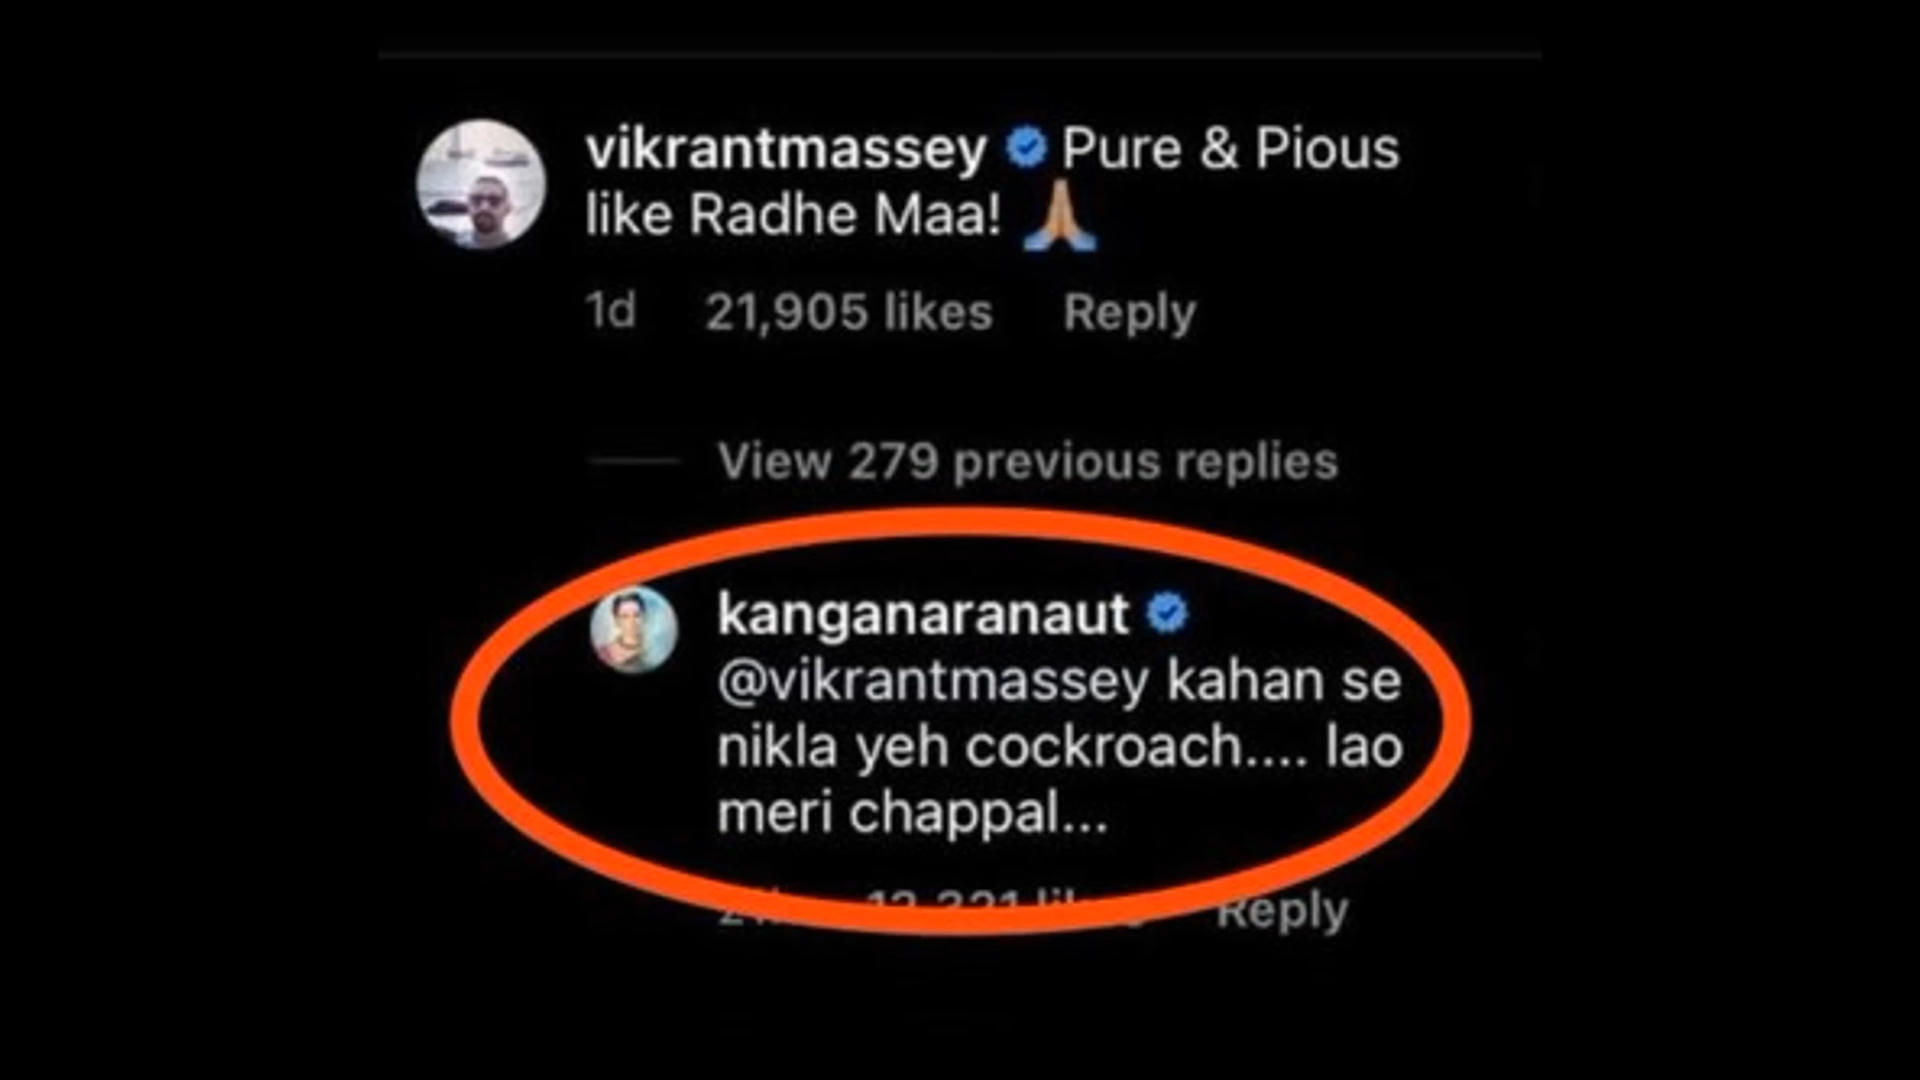 vikrantmassey Pure & Pious
like Radhe Maa! 🙏🏽
1d 21,905 likes Reply
View 279 previous replies
kanganaranaut
@vikrantmassey kahan se
nikla yeh cockroach.... lao
meri chappal...
Reply